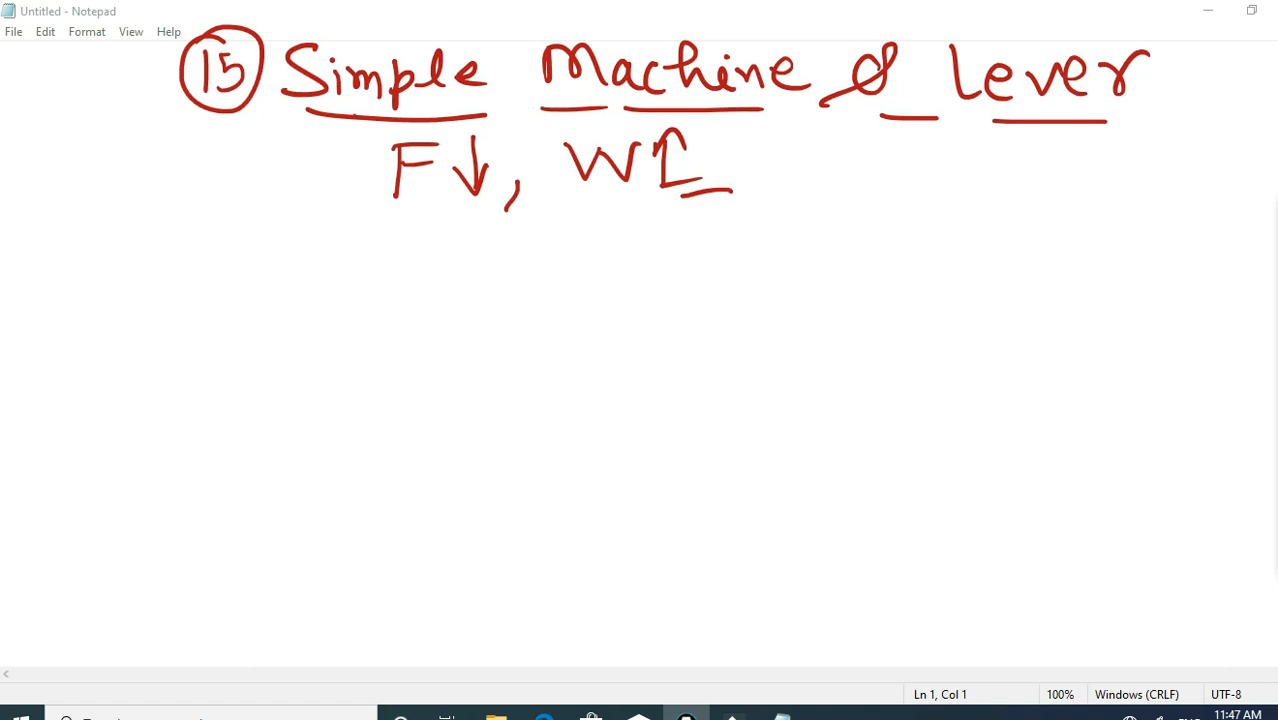 Untitled - Notepad
File Edit Format View Help
15 Simple Machine & Lever
F↓, W↑
Ln 1, Col 1 100% Windows (CRLF) UTF-8
ENG 11:47 AM